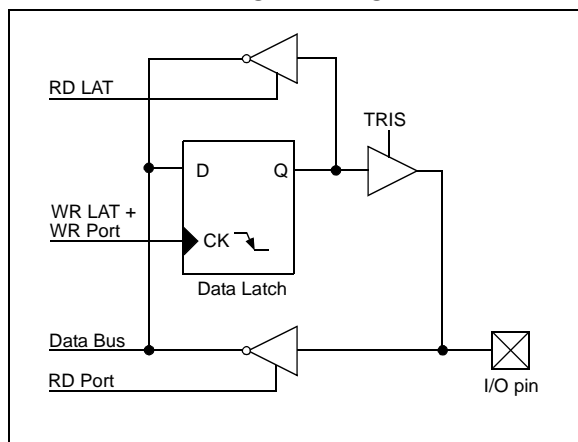 RD LAT
TRIS
D
Q
WR LAT +
WR Port
CK
Data Latch
Data Bus
RD Port
I/O pin